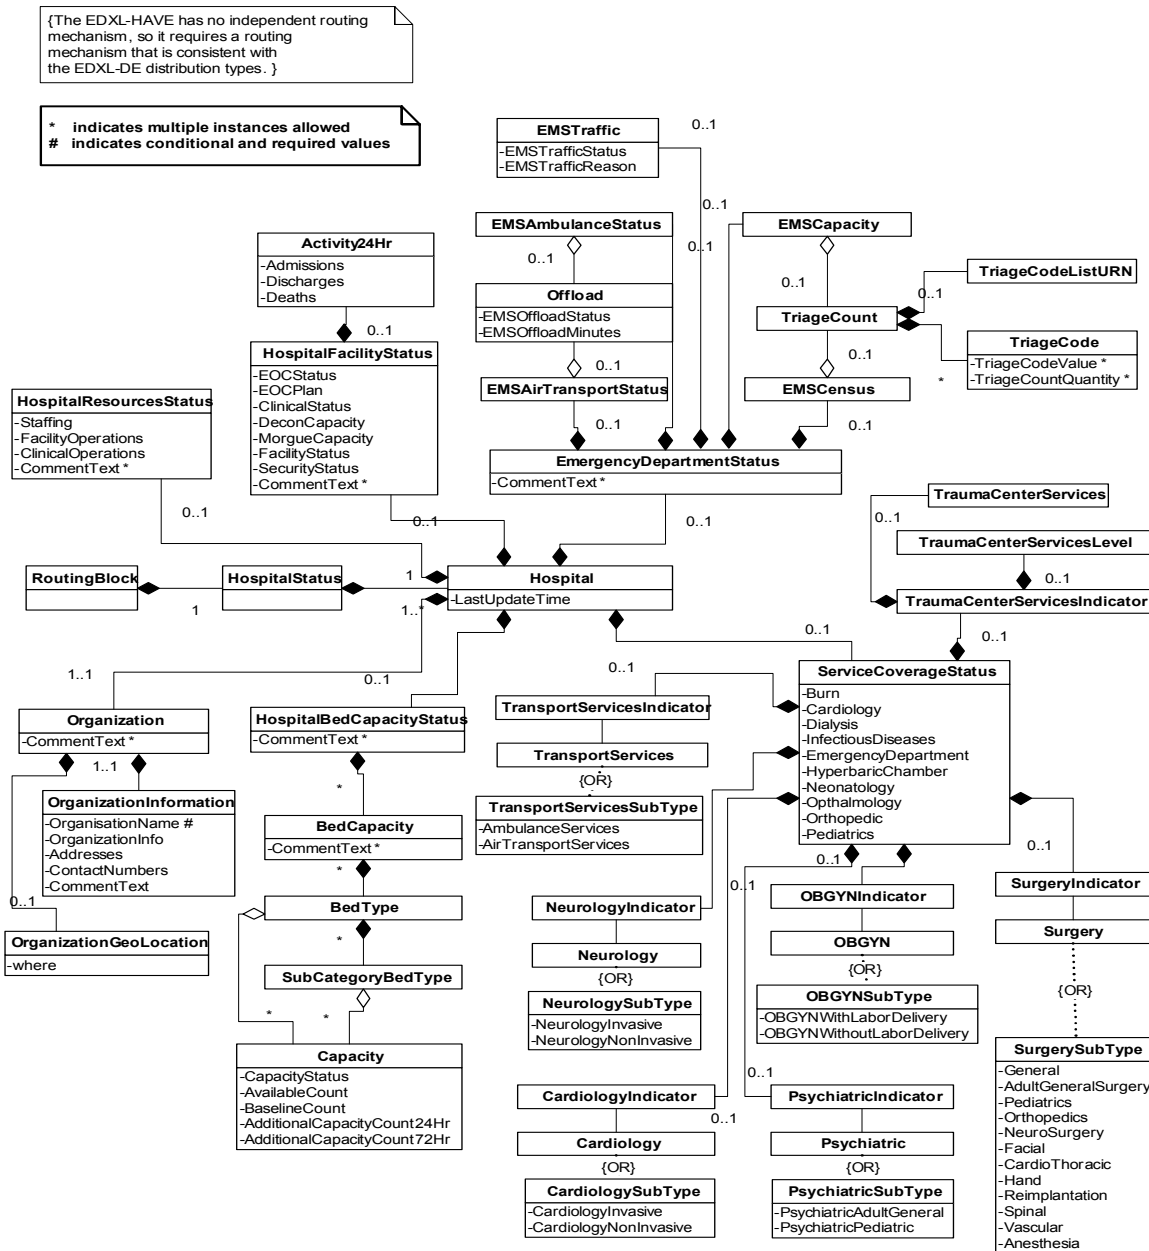 {The EDXL-HAVE has no independent routing
mechanism, so it requires a routing
mechanism that is consistent with
the EDXL-DE distribution types. }
* indicates multiple instances allowed
# indicates conditional and required values
EMSTraffic
-EMSTrafficStatus
-EMSTrafficReason
0..1
0..1
0..1
EMSAmbulanceStatus
0..1
Offload
-EMSOffloadStatus
-EMSOffloadMinutes
0..1
EMSAirTransportStatus
0..1
EMSCapacity
0..1
TriageCount
0..1
EMSCensus
0..1
TriageCodeListURN
0..1
TriageCode
-TriageCodeValue *
-TriageCountQuantity *
*
Activity24Hr
-Admissions
-Discharges
-Deaths
0..1
HospitalFacilityStatus
-EOCStatus
-EOCPlan
-ClinicalStatus
-DeconCapacity
-MorgueCapacity
-FacilityStatus
-SecurityStatus
-CommentText *
0..1
HospitalResourcesStatus
-Staffing
-FacilityOperations
-ClinicalOperations
-CommentText *
0..1
EmergencyDepartmentStatus
-CommentText *
0..1
TraumaCenterServices
0..1
TraumaCenterServicesLevel
0..1
TraumaCenterServicesIndicator
0..1
RoutingBlock
1
HospitalStatus
1
1..*
Hospital
-LastUpdateTime
0..1
1..1
0..1
Organization
-CommentText *
1..1
OrganizationInformation
-OrganisationName #
-OrganizationInfo
-Addresses
-ContactNumbers
-CommentText
0..1
OrganizationGeoLocation
-where
HospitalBedCapacityStatus
-CommentText *
*
BedCapacity
-CommentText *
*
BedType
*
SubCategoryBedType
*
*
Capacity
-CapacityStatus
-AvailableCount
-BaselineCount
-AdditionalCapacityCount24Hr
-AdditionalCapacityCount72Hr
ServiceCoverageStatus
-Burn
-Cardiology
-Dialysis
-InfectiousDiseases
-EmergencyDepartment
-HyperbaricChamber
-Neonatology
-Opthalmology
-Orthopedic
-Pediatrics
0..1
TransportServicesIndicator
TransportServices
{OR}
TransportServicesSubType
-AmbulanceServices
-AirTransportServices
NeurologyIndicator
0..1
Neurology
{OR}
NeurologySubType
-NeurologyInvasive
-NeurologyNonInvasive
0..1
OBGYNIndicator
OBGYN
{OR}
OBGYNSubType
-OBGYNWithLaborDelivery
-OBGYNWithoutLaborDelivery
0..1
SurgeryIndicator
Surgery
{OR}
SurgerySubType
-General
-AdultGeneralSurgery
-Pediatrics
-Orthopedics
-NeuroSurgery
-Facial
-CardioThoracic
-Hand
-Reimplantation
-Spinal
-Vascular
-Anesthesia
CardiologyIndicator
0..1
Cardiology
{OR}
CardiologySubType
-CardiologyInvasive
-CardiologyNonInvasive
0..1
PsychiatricIndicator
Psychiatric
{OR}
PsychiatricSubType
-PsychiatricAdultGeneral
-PsychiatricPediatric